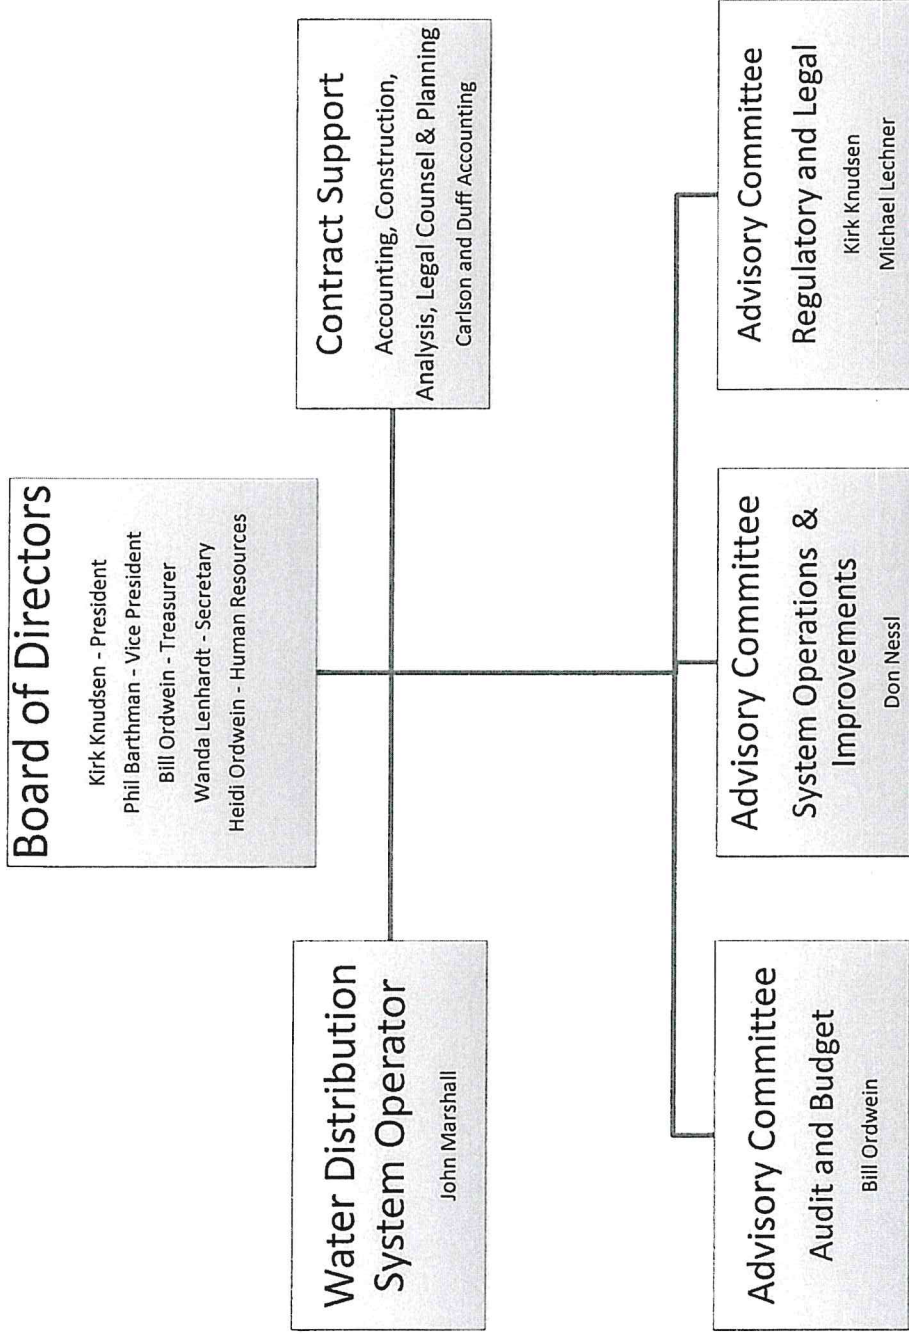 Board of Directors
Kirk Knudsen - President
Phil Barthman - Vice President
Bill Ordwein - Treasurer
Wanda Lenhardt - Secretary
Heidi Ordwein - Human Resources
Water Distribution
System Operator
John Marshall
Contract Support
Accounting, Construction,
Analysis, Legal Counsel & Planning
Carlson and Duff Accounting
Advisory Committee
Audit and Budget
Bill Ordwein
Advisory Committee
System Operations &
Improvements
Don Nessl
Advisory Committee
Regulatory and Legal
Kirk Knudsen
Michael Lechner